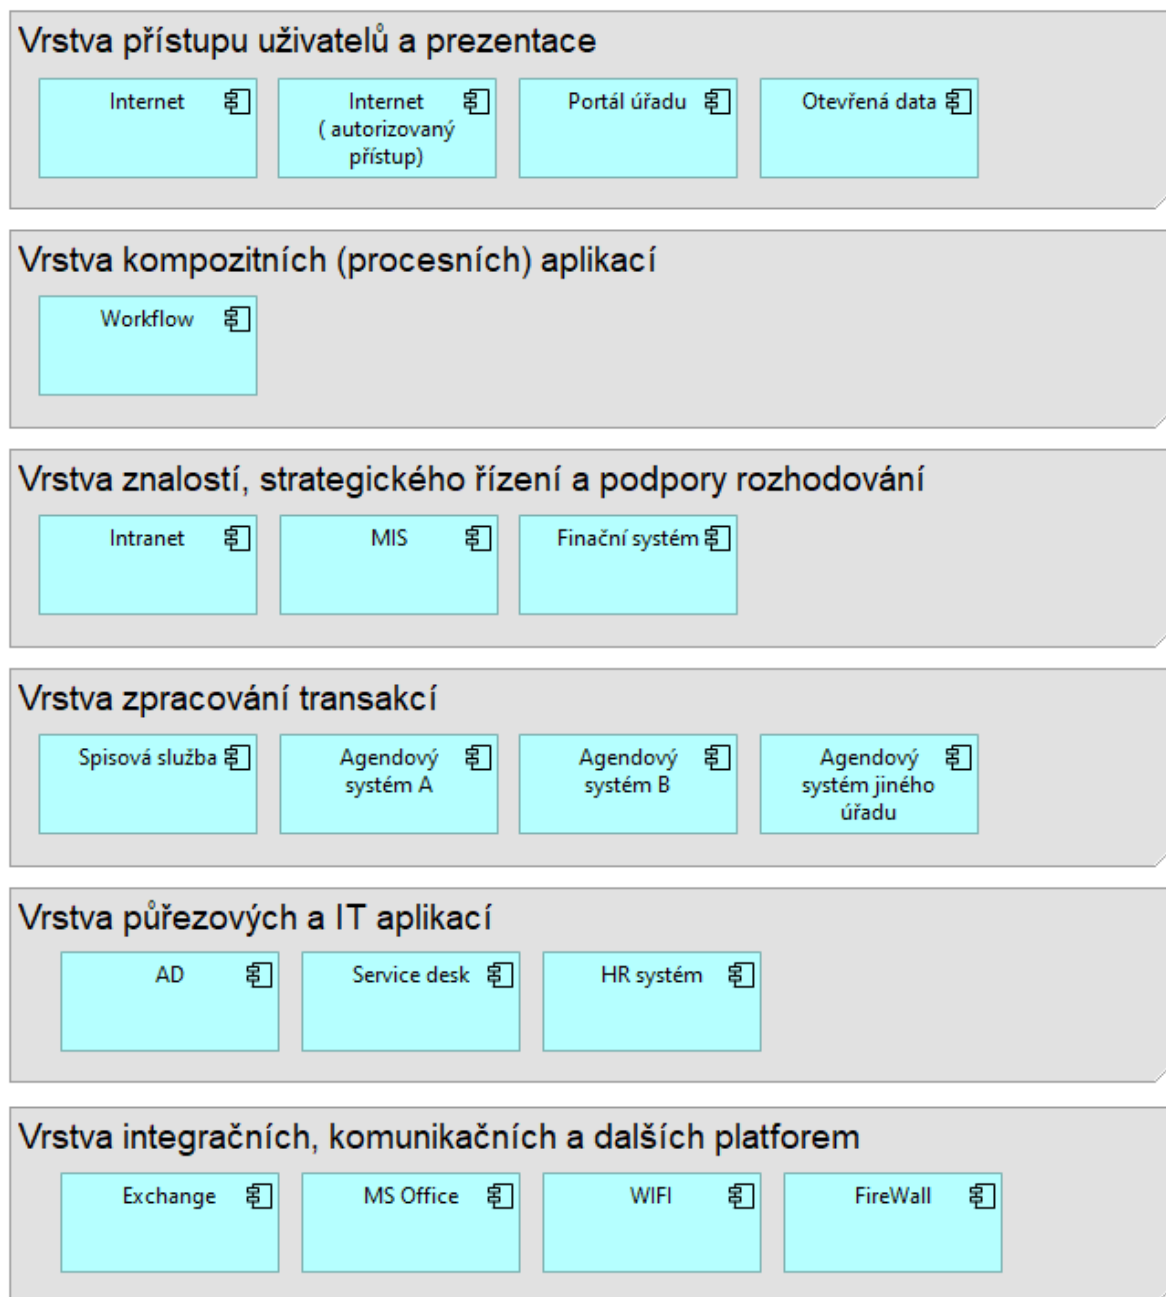 Vrstva přístupu uživatelů a prezentace
Internet
Internet
( autorizovaný
přístup)
Portál úřadu
Otevřená data
Vrstva kompozitních (procesních) aplikací
Workflow
Vrstva znalostí, strategického řízení a podpory rozhodování
Intranet
MIS
Finační systém
Vrstva zpracování transakcí
Spisová služba
Agendový
systém A
Agendový
systém B
Agendový
systém jiného
úřadu
Vrstva půřezových a IT aplikací
AD
Service desk
HR systém
Vrstva integračních, komunikačních a dalších platforem
Exchange
MS Office
WIFI
FireWall